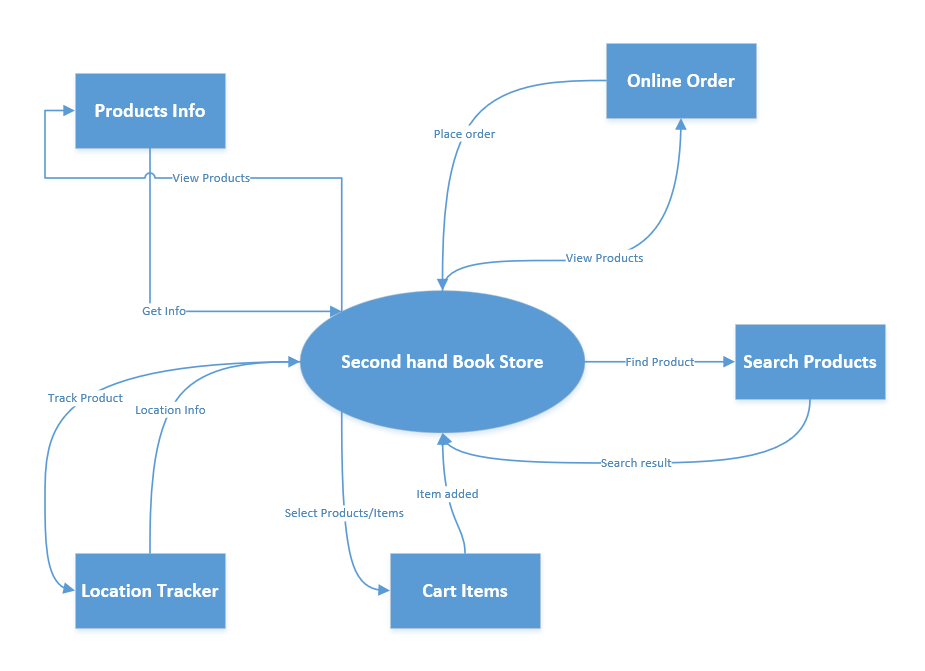 Online Order
Products Info
Place order
View Products
View Products
Get Info
Second hand Book Store
Find Product
Search Products
Track Product
Location Info
Search result
Item added
Select Products/Items
Location Tracker
Cart Items